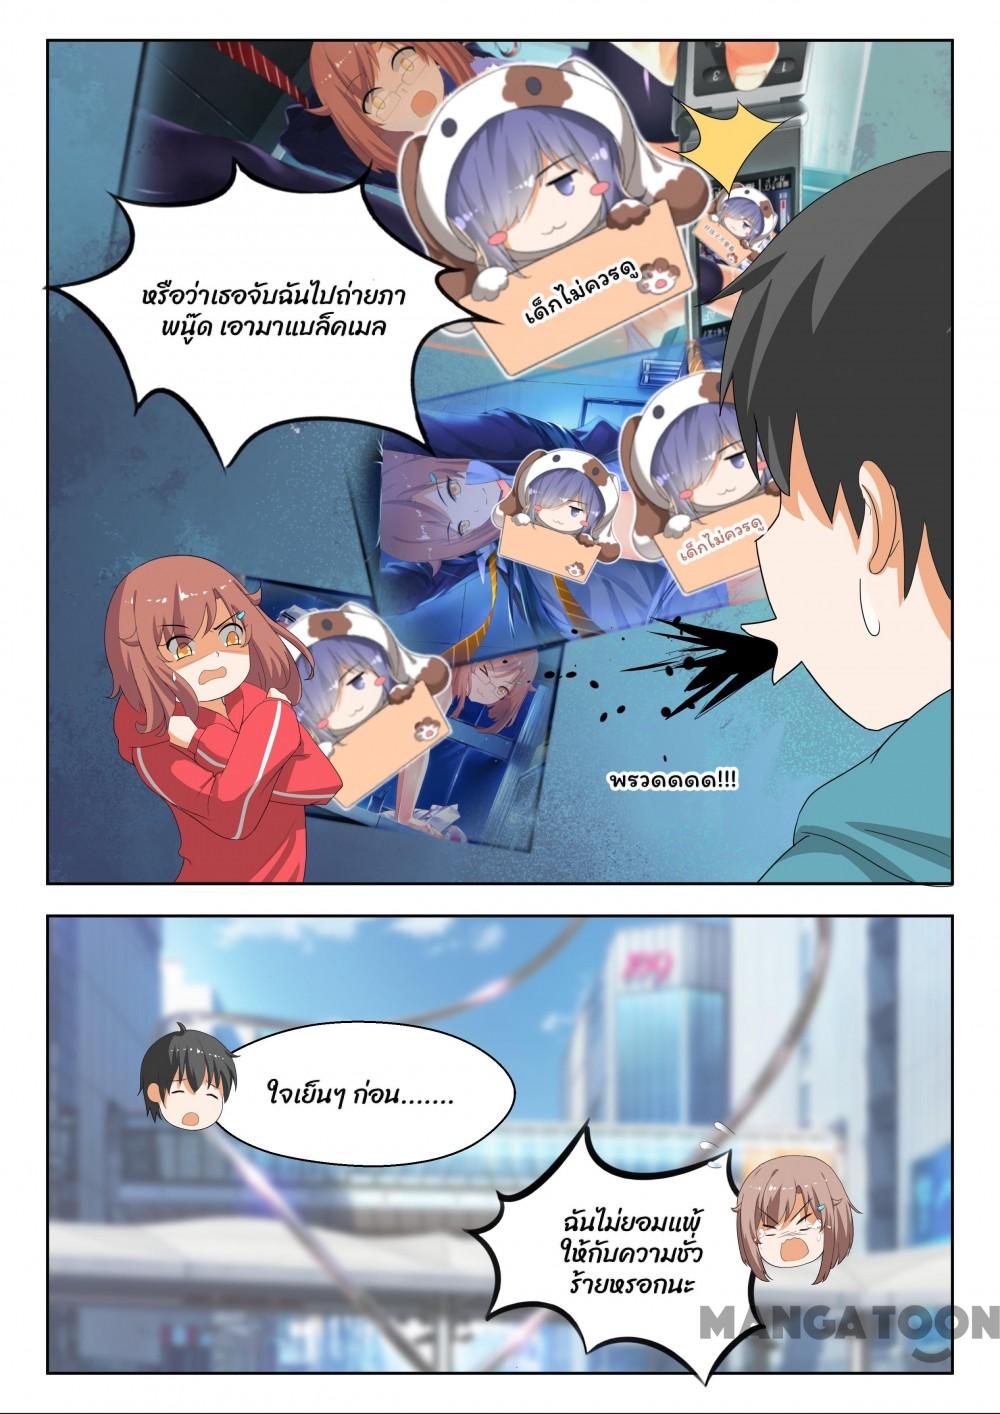 หรือว่าเธอจับฉันไปถ่ายภา
พนู๊ด เอามาแบล็คเมล
เด็กไม่ควรดู
เด็กไม่ควรดู
พรวดดดด!!!
109
ใจเย็นๆ ก่อน.......
ฉันไม่ยอมแพ้
ให้กับความชั่ว
ร้ายหรอกนะ
MANGATOON